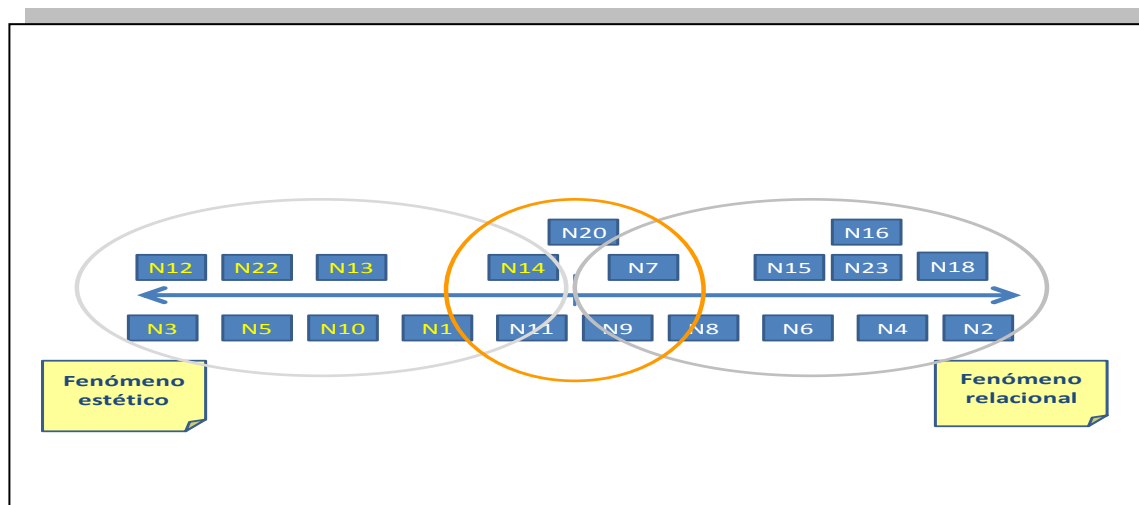 N20
N16
N12 N22 N13 N14 N7 N15 N23 N18
N3 N5 N10 N1 N11 N9 N8 N6 N4 N2
Fenómeno
estético
Fenómeno
relacional